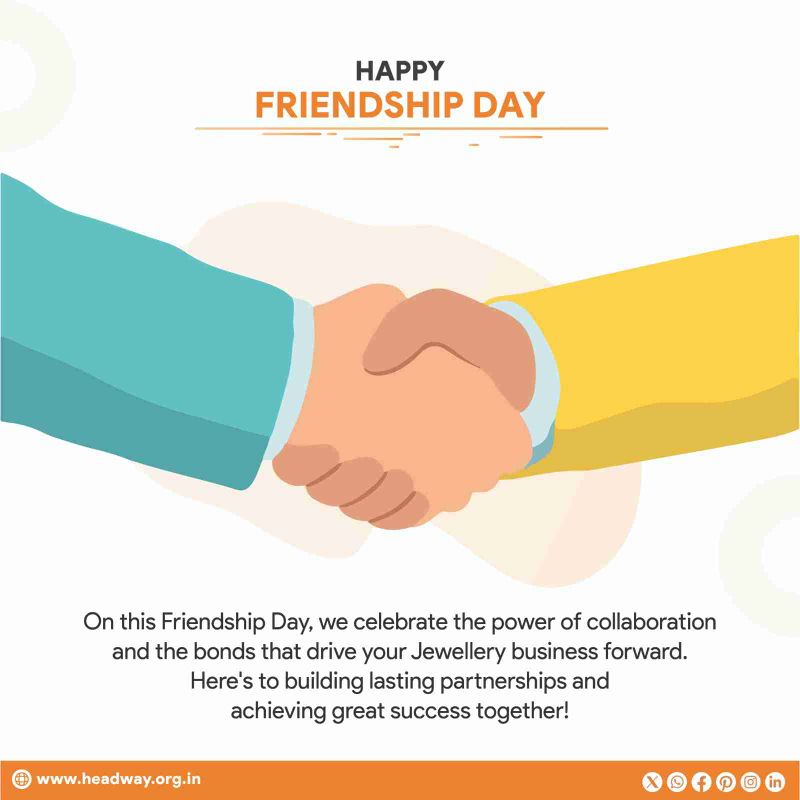 HAPPY
FRIENDSHIP DAY
On this Friendship Day, we celebrate the power of collaboration
and the bonds that drive your Jewellery business forward.
Here's to building lasting partnerships and
achieving great success together!
www.headway.org.in